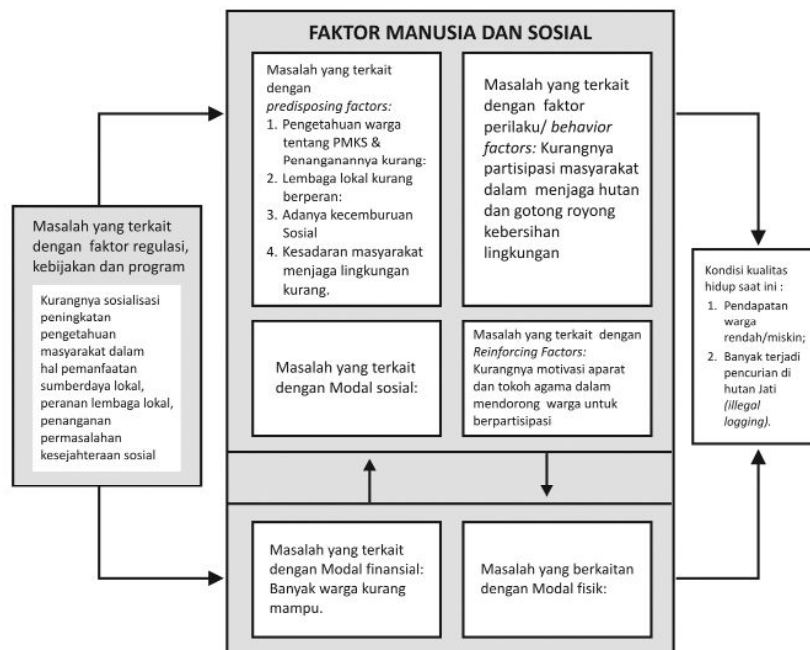 FAKTOR MANUSIA DAN SOSIAL
Masalah yang terkait
dengan
predisposing factors:
1. Pengetahuan warga
tentang PMKS &
Penanganannya kurang:
2. Lembaga lokal kurang
berperan:
3. Adanya kecemburuan
Sosial
4. Kesadaran masyarakat
menjaga lingkungan
kurang.
Masalah yang terkait
dengan faktor
perilaku/ behavior
factors: Kurangnya
partisipasi masyarakat
dalam menjaga hutan
dan gotong royong
kebersihan
lingkungan
Masalah yang terkait
dengan faktor regulasi,
kebijakan dan program
Kurangnya sosialisasi
peningkatan
pengetahuan
masyarakat dalam
hal pemanfaatan
sumberdaya lokal,
peranan lembaga lokal,
penanganan
permasalahan
kesejahteraan sosial
Masalah yang terkait
dengan Modal sosial:
Masalah yang terkait dengan
Reinforcing Factors:
Kurangnya motivasi aparat
dan tokoh agama dalam
mendorong warga untuk
berpartisipasi
Kondisi kualitas
hidup saat ini :
1. Pendapatan
warga
rendah/miskin;
2. Banyak terjadi
pencurian di
hutan Jati
(illegal
logging).
Masalah yang terkait
dengan Modal finansial:
Banyak warga kurang
mampu.
Masalah yang berkaitan
dengan Modal fisik: